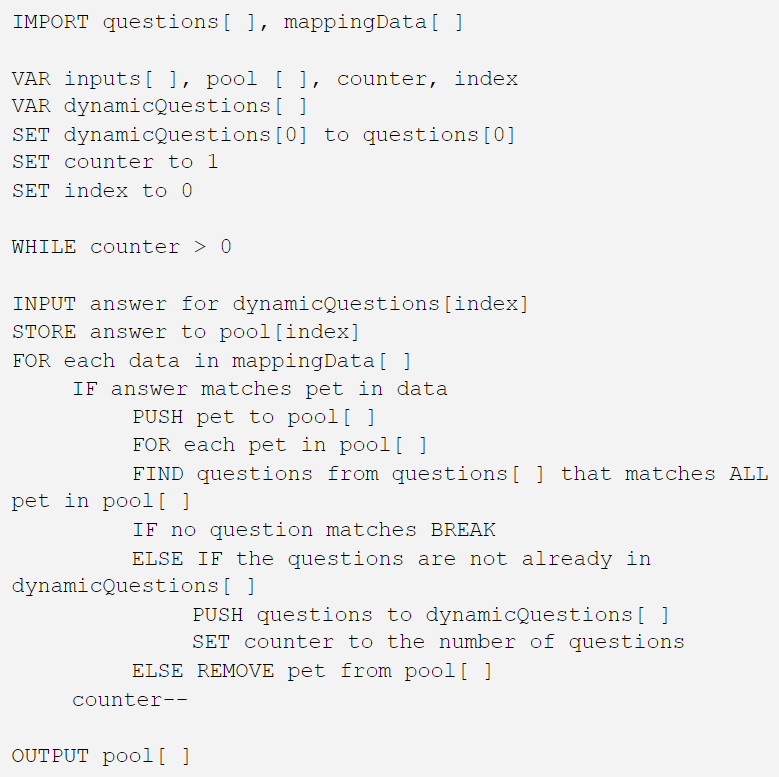 IMPORT questions[ ], mappingData[ ]
VAR inputs[ ], pool [ ], counter, index
VAR dynamicQuestions[ ]
SET dynamicQuestions[0] to questions[0]
SET counter to 1
SET index to 0
WHILE counter > 0
INPUT answer for dynamicQuestions[index]
STORE answer to pool[index]
FOR each data in mappingData[ ]
IF answer matches pet in data
PUSH pet to pool[ ]
FOR each pet in pool[ ]
FIND questions from questions[ ] that matches ALL
pet in pool[ ]
IF no question matches BREAK
ELSE IF the questions are not already in
dynamicQuestions[ ]
PUSH questions to dynamicQuestions[ ]
SET counter to the number of questions
ELSE REMOVE pet from pool[ ]
counter--
OUTPUT pool[ ]